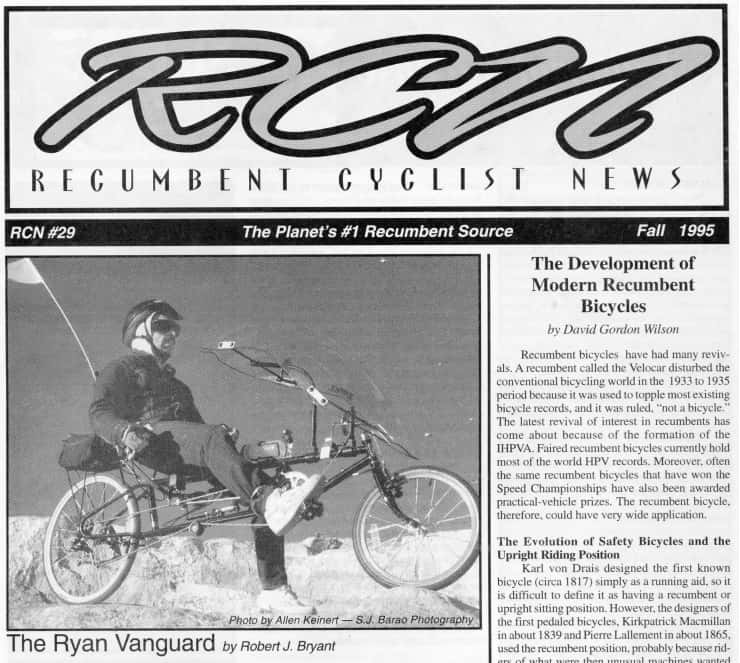 RCN
RECUMBENT CYCLIST NEWS
RCN #29 The Planet's #1 Recumbent Source Fall 1995
Photo by Allen Keinert — S.J. Barao Photography
The Ryan Vanguard by Robert J. Bryant
The Development of
Modern Recumbent
Bicycles
by David Gordon Wilson
Recumbent bicycles have had many reviv-
als. A recumbent called the Velocar disturbed the
conventional bicycling world in the 1933 to 1935
period because it was used to topple most existing
bicycle records, and it was ruled, "not a bicycle."
The latest revival of interest in recumbents has
come about because of the formation of the
IHPVA. Faired recumbent bicycles currently hold
most of the world HPV records. Moreover, often
the same recumbent bicycles that have won the
Speed Championships have also been awarded
practical-vehicle prizes. The recumbent bicycle,
therefore, could have very wide application.
The Evolution of Safety Bicycles and the
Upright Riding Position
Karl von Drais designed the first known
bicycle (circa 1817) simply as a running aid, so it
is difficult to define it as having a recumbent or
upright sitting position. However, the designers of
the first pedaled bicycles, Kirkpatrick Macmillan
in about 1839 and Pierre Lallement in about 1865,
used the recumbent position, probably because rid-
ers of what were then unusual machines wanted